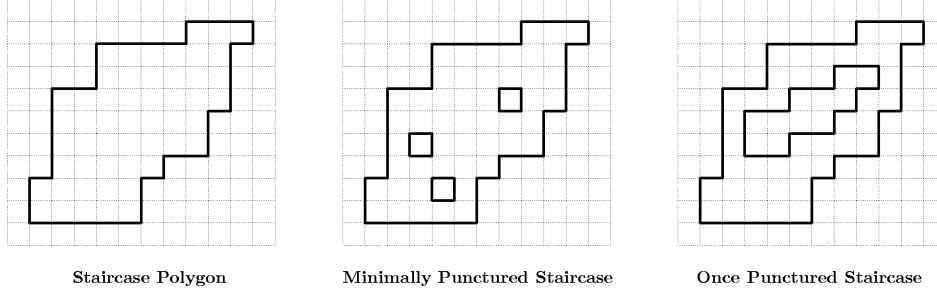 Staircase Polygon
Minimally Punctured Staircase
Once Punctured Staircase